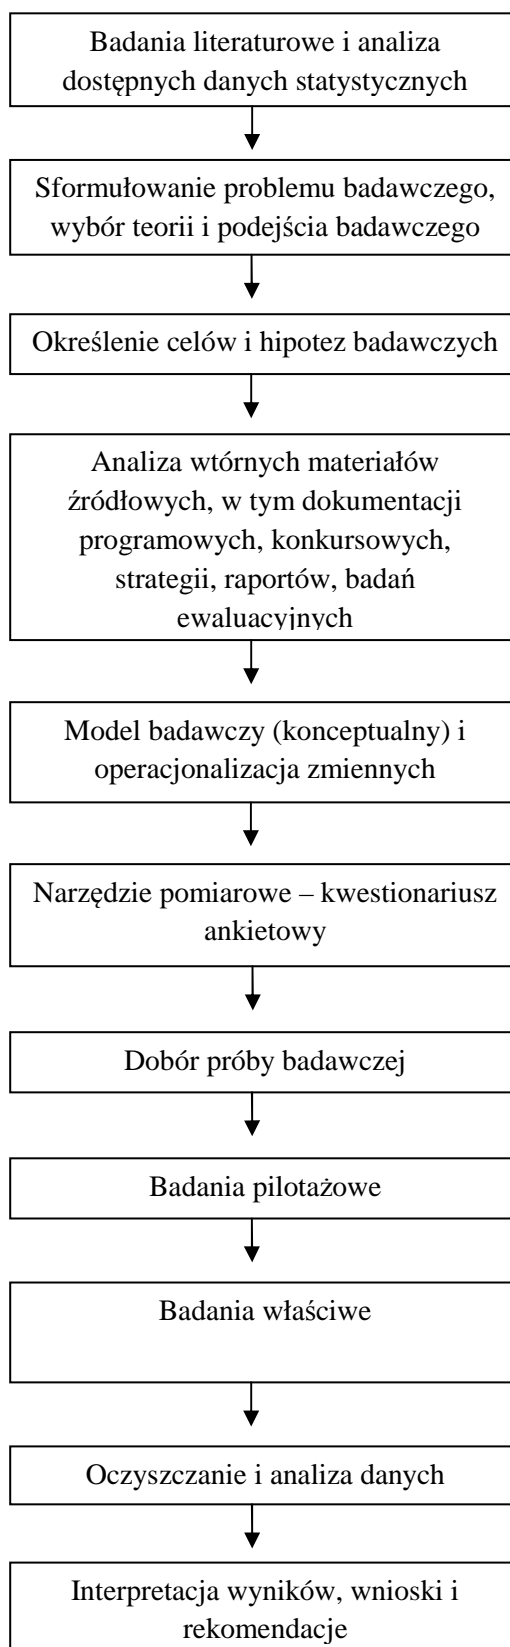 Badania literaturowe i analiza
dostępnych danych statystycznych
Sformułowanie problemu badawczego,
wybór teorii i podejścia badawczego
Określenie celów i hipotez badawczych
Analiza wtórnych materiałów
źródłowych, w tym dokumentacji
programowych, konkursowych,
strategii, raportów, badań
ewaluacyjnych
Model badawczy (konceptualny) i
operacjonalizacja zmiennych
Narzędzie pomiarowe – kwestionariusz
ankietowy
Dobór próby badawczej
Badania pilotażowe
Badania właściwe
Oczyszczanie i analiza danych
Interpretacja wyników, wnioski i
rekomendacje